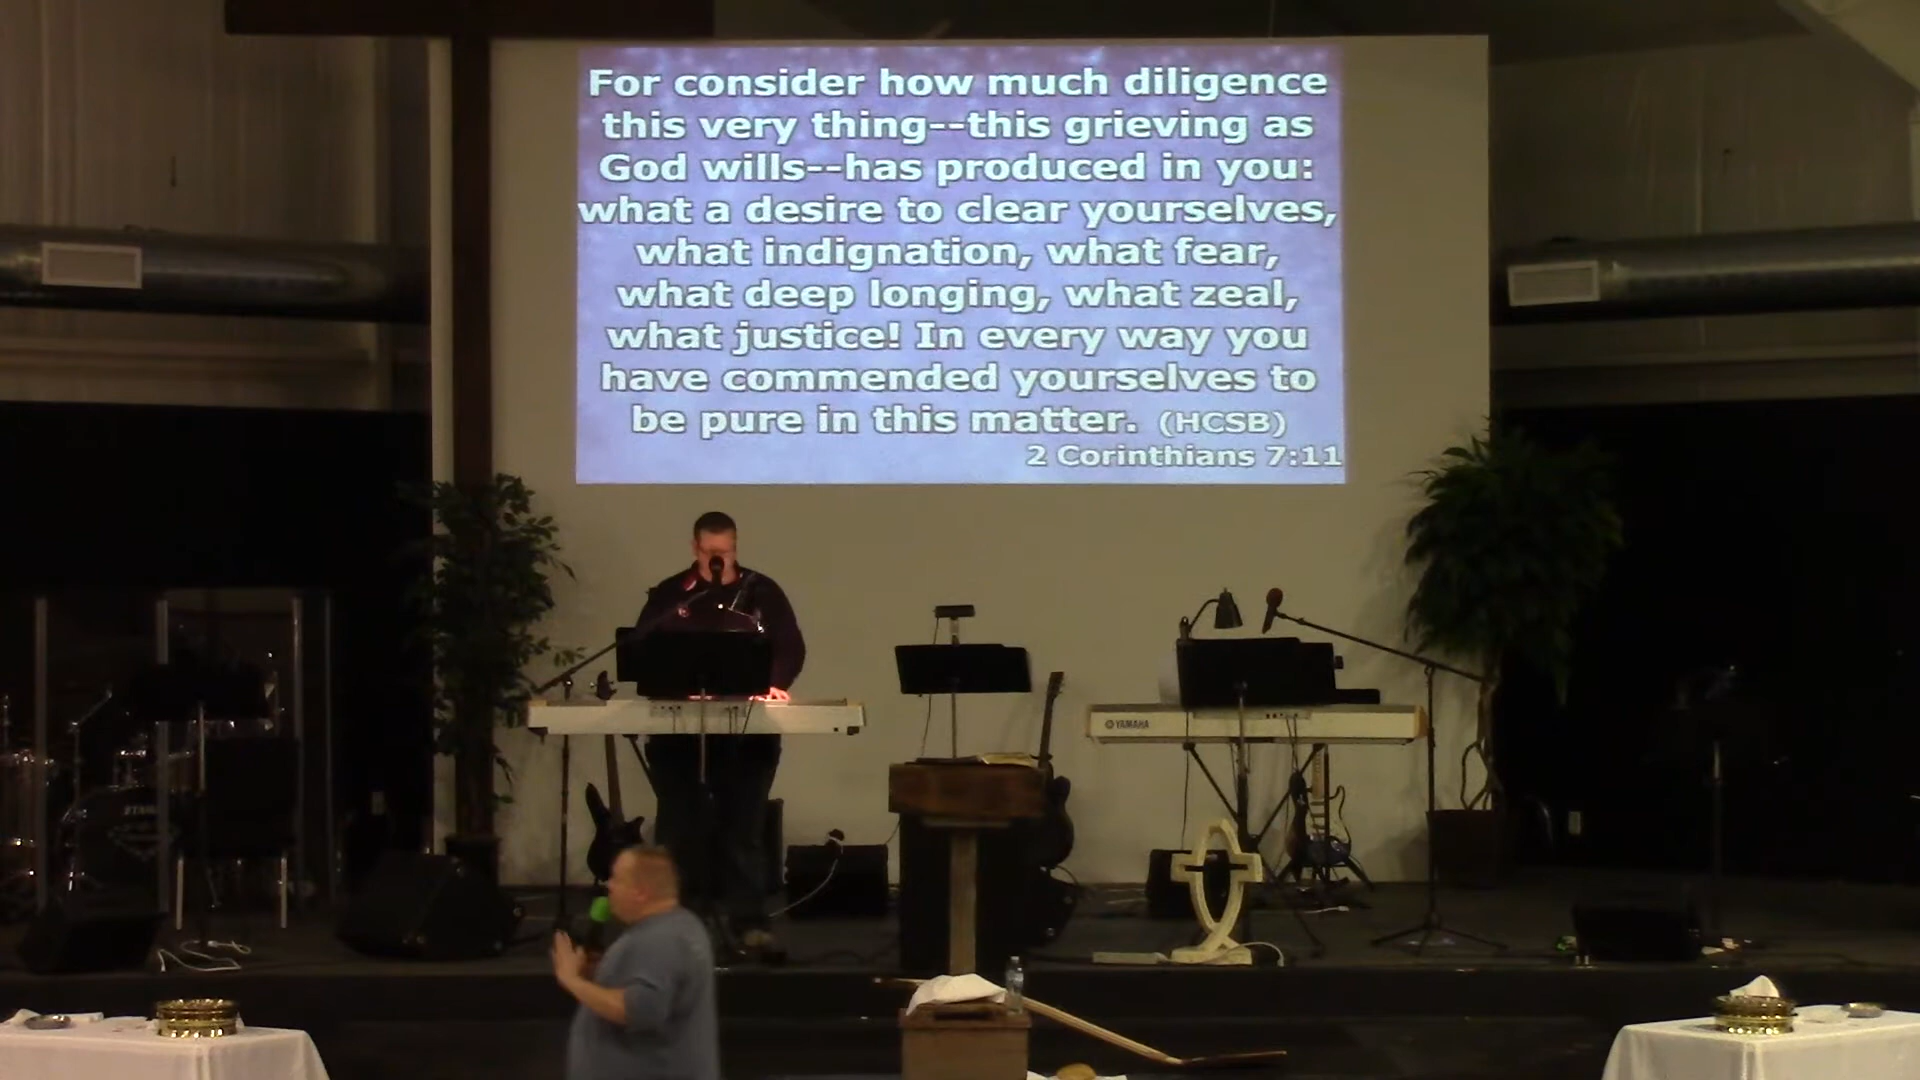 For consider how much diligence
this very thing--this grieving as
God wills--has produced in you:
what a desire to clear yourselves,
what indignation, what fear,
what deep longing, what zeal,
what justice! In every way you
have commended yourselves to
be pure in this matter. (HCSB)
2 Corinthians 7:11
YAMAHA